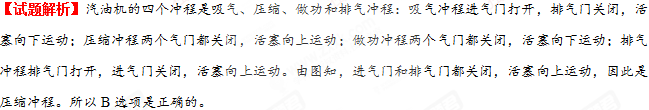 【试题解析】汽油机的四个冲程是吸气、压缩、做功和排气冲程：吸气冲程进气门打开，排气门关闭，活
塞向下运动；压缩冲程两个气门都关闭，活塞向上运动；做功冲程两个气门都关闭，活塞向下运动；排气
冲程排气门打开，进气门关闭，活塞向上运动。由图知，进气门和排气门都关闭，活塞向上运动，因此是
压缩冲程。所以 B 选项是正确的。